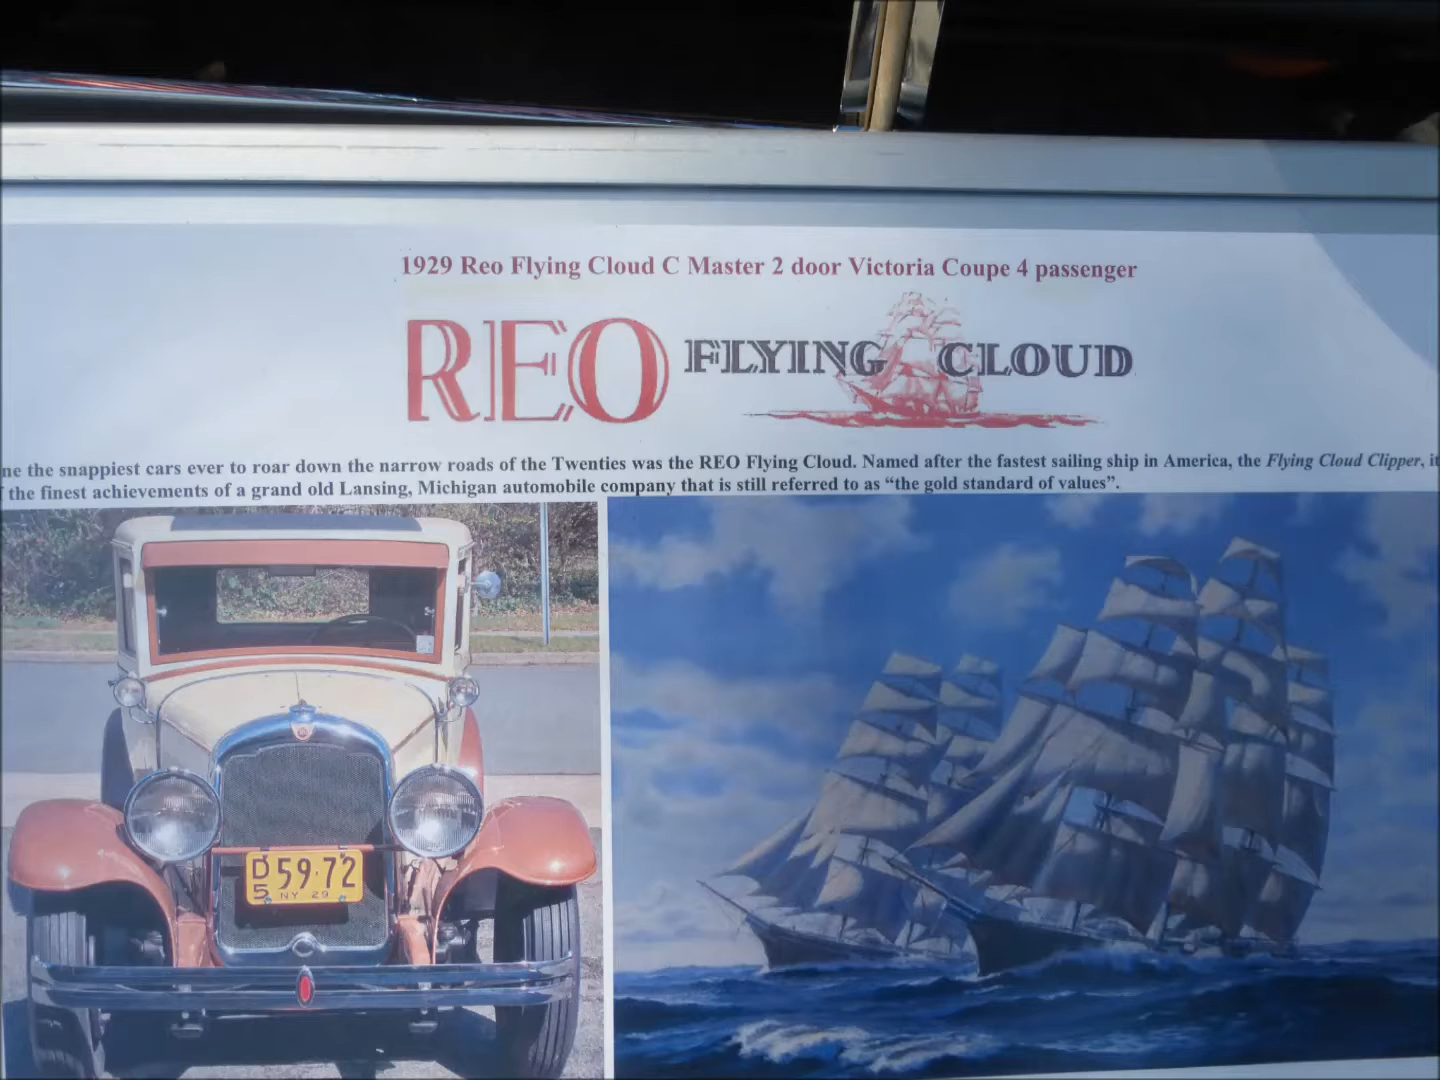 1929 Reo Flying Cloud C Master 2 door Victoria Coupe 4 passenger
REO FLYING CLOUD
ne the snappiest cars ever to roar down the narrow roads of the Twenties was the REO Flying Cloud. Named after the fastest sailing ship in America, the Flying Cloud Clipper, it
the finest achievements of a grand old Lansing, Michigan automobile company that is still referred to as “the gold standard of values”.
D5 59·72
NY 29